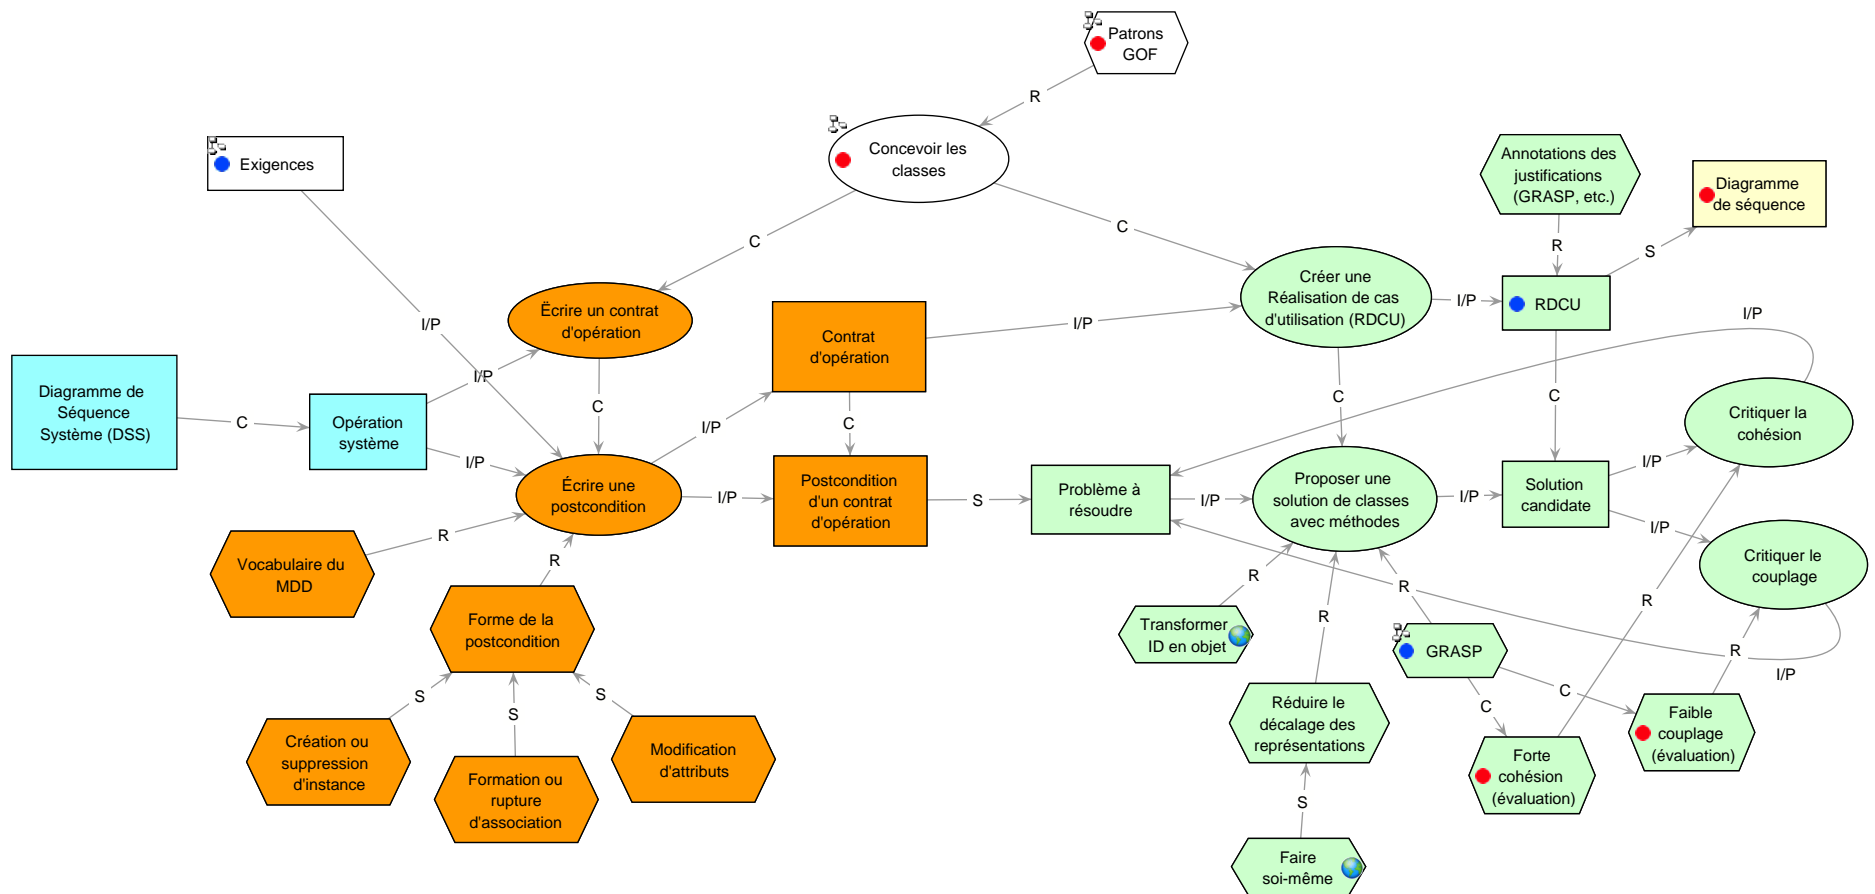 Patrons
GOF
R
Concevoir les
classes
Exigences
Annotations des
justifications
(GRASP, etc.)
Diagramme
de séquence
C
C
R
S
Créer une
Réalisation de cas
d'utilisation (RDCU)
I/P
RDCU
I/P
Ëcrire un contrat
d'opération
I/P
Contrat
d'opération
I/P
I/P
Diagramme de
Séquence
Système (DSS)
C
Opération
système
I/P
C
I/P
C
C
C
Critiquer la
cohésion
I/P
Écrire une
postcondition
I/P
Postcondition
d'un contrat
d'opération
S
Problème à
résoudre
I/P
Proposer une
solution de classes
avec méthodes
I/P
Solution
candidate
I/P
I/P
Critiquer le
couplage
R
Vocabulaire du
MDD
R
Forme de la
postcondition
R
R
R
R
Transformer
ID en objet
R
GRASP
R
I/P
S
S
S
C
C
Création ou
suppression
d'instance
Formation ou
rupture
d'association
Modification
d'attributs
Réduire le
décalage des
représentations
Faible
couplage
(évaluation)
Forte
cohésion
(évaluation)
S
Faire
soi-même